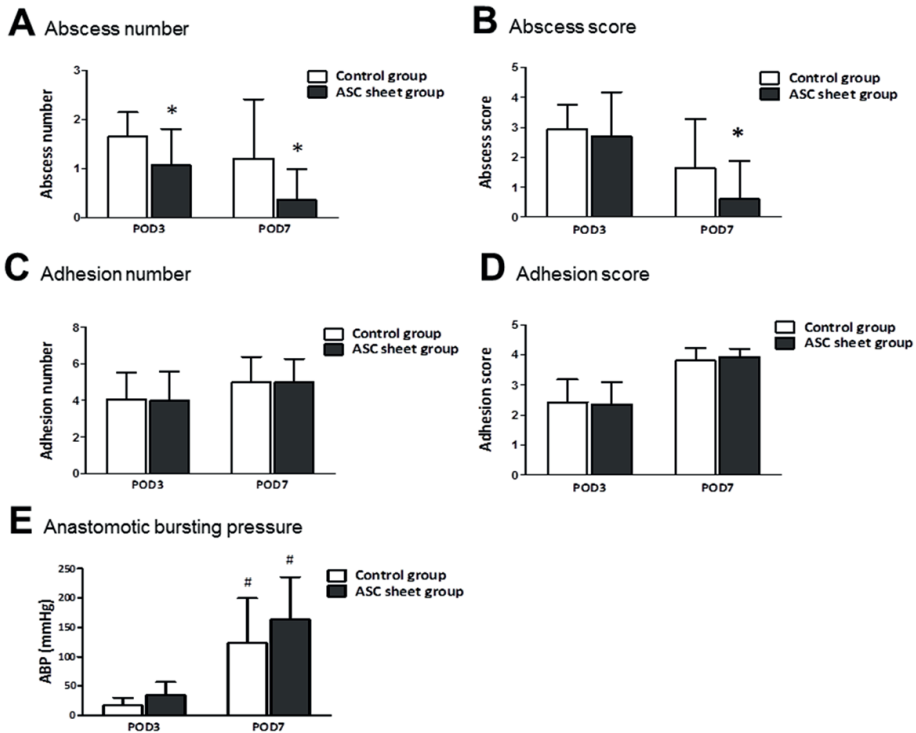 A Abscess number
Abscess number
3
2
1
0
*
*
POD3 POD7
Control group
ASC sheet group
B Abscess score
Abscess score
5
4
3
2
1
0
*
POD3 POD7
Control group
ASC sheet group
C Adhesion number
Adhesion number
8
6
4
2
0
POD3 POD7
Control group
ASC sheet group
D Adhesion score
Adhesion score
5
4
3
2
1
0
POD3 POD7
Control group
ASC sheet group
E Anastomotic bursting pressure
ABP (mmHg)
250
200
150
100
50
0
# #
POD3 POD7
Control group
ASC sheet group